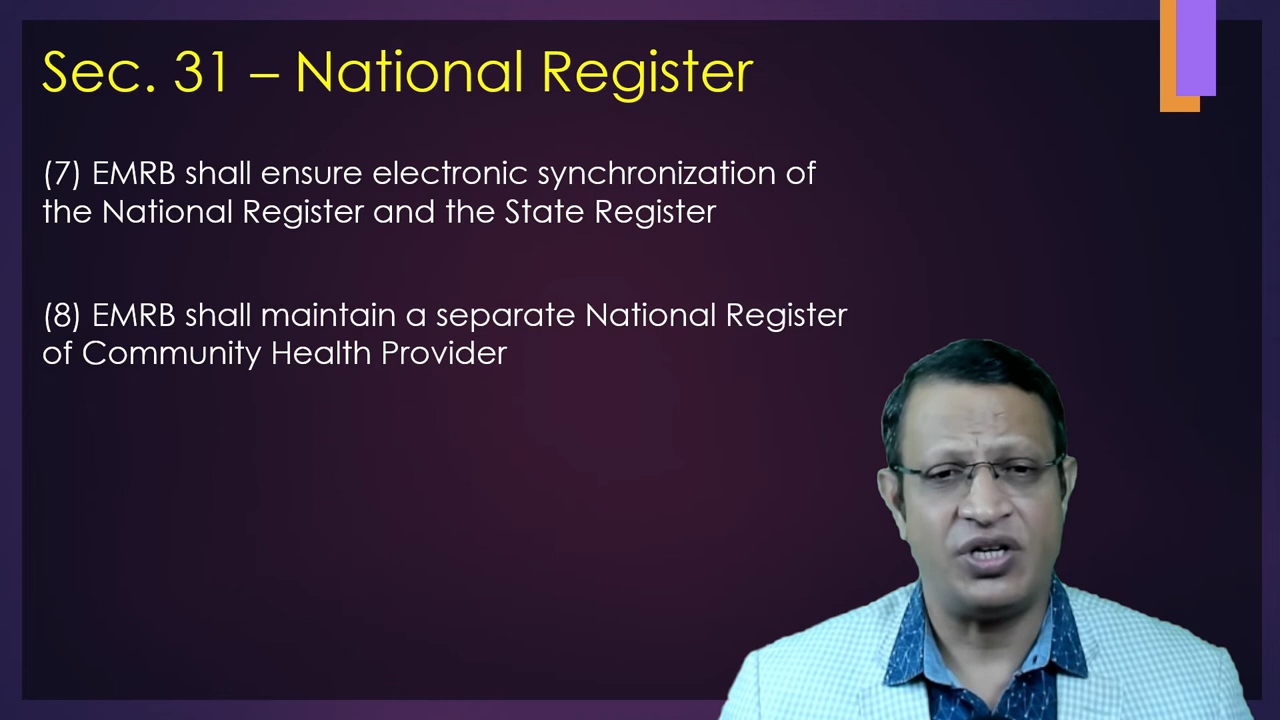 Sec. 31 – National Register
(7) EMRB shall ensure electronic synchronization of
the National Register and the State Register
(8) EMRB shall maintain a separate National Register
of Community Health Provider